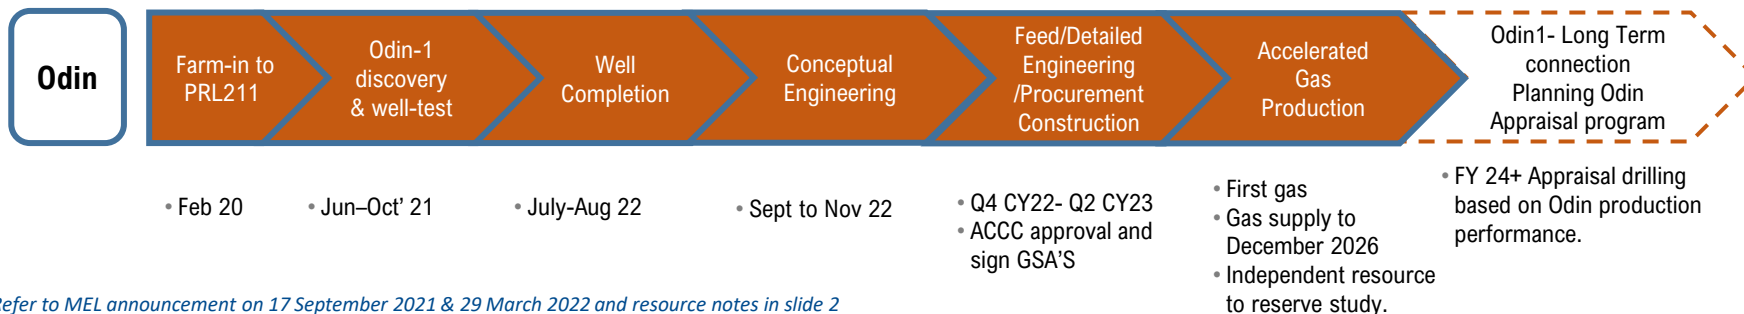 Odin
Farm-in to
PRL211
Odin-1
discovery
& well-test
Well
Completion
Conceptual
Engineering
Feed/Detailed
Engineering
/Procurement
Construction
Accelerated
Gas
Production
Odin1- Long Term
connection
Planning Odin
Appraisal program
• Feb 20
• Jun–Oct' 21
• July-Aug 22
• Sept to Nov 22
• Q4 CY22- Q2 CY23
• ACCC approval and
sign GSA'S
• First gas
• Gas supply to
December 2026
• Independent resource
to reserve study.
• FY 24+ Appraisal drilling
based on Odin production
performance.
Refer to MEL announcement on 17 September 2021 & 29 March 2022 and resource notes in slide 2